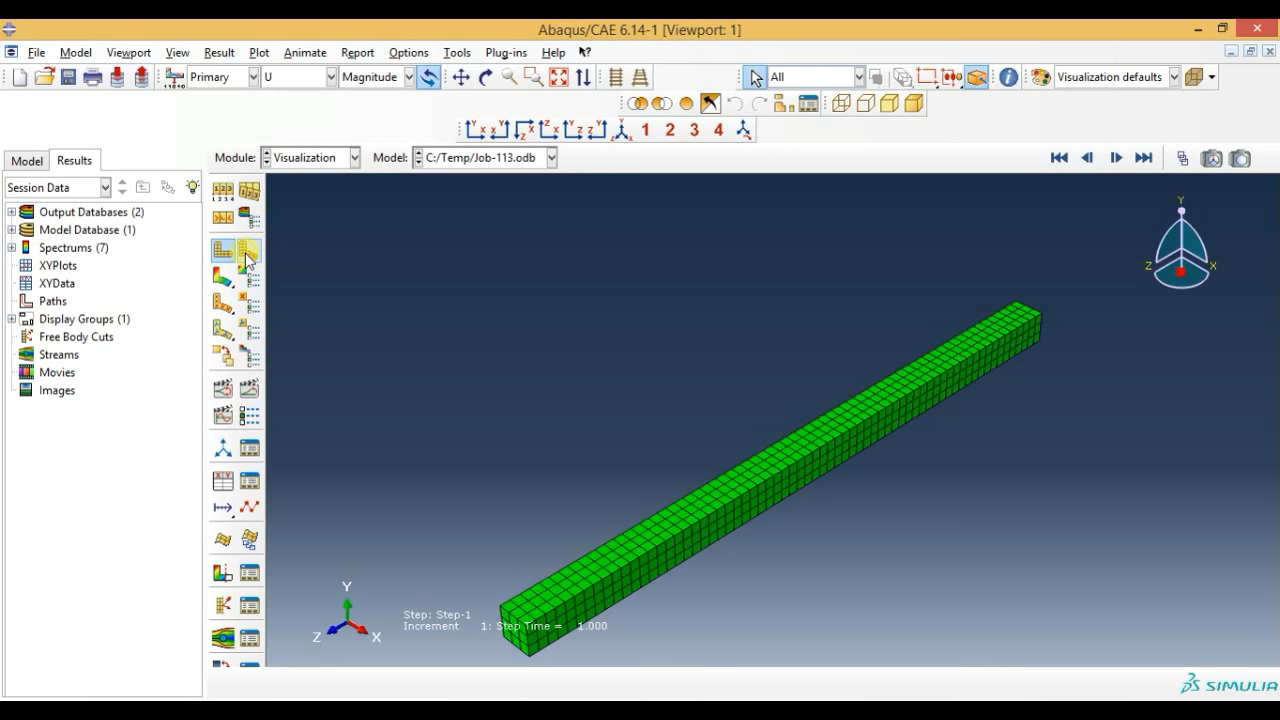 Abaqus/CAE 6.14-1 [Viewport: 1]
File Model Viewport View Result Plot Animate Report Options Tools Plug-ins Help
Primary U Magnitude All Visualization defaults
1 2 3 4
Model Results Module: Visualization Model: C:/Temp/Job-113.odb
Session Data
Output Databases (2)
Model Database (1)
Spectrums (7)
XYPlots
XYData
Paths
Display Groups (1)
Free Body Cuts
Streams
Movies
Images
Y
Z X
Y
Z X
Step: Step-1
Increment 1: Step Time = 1.000
SIMULIA